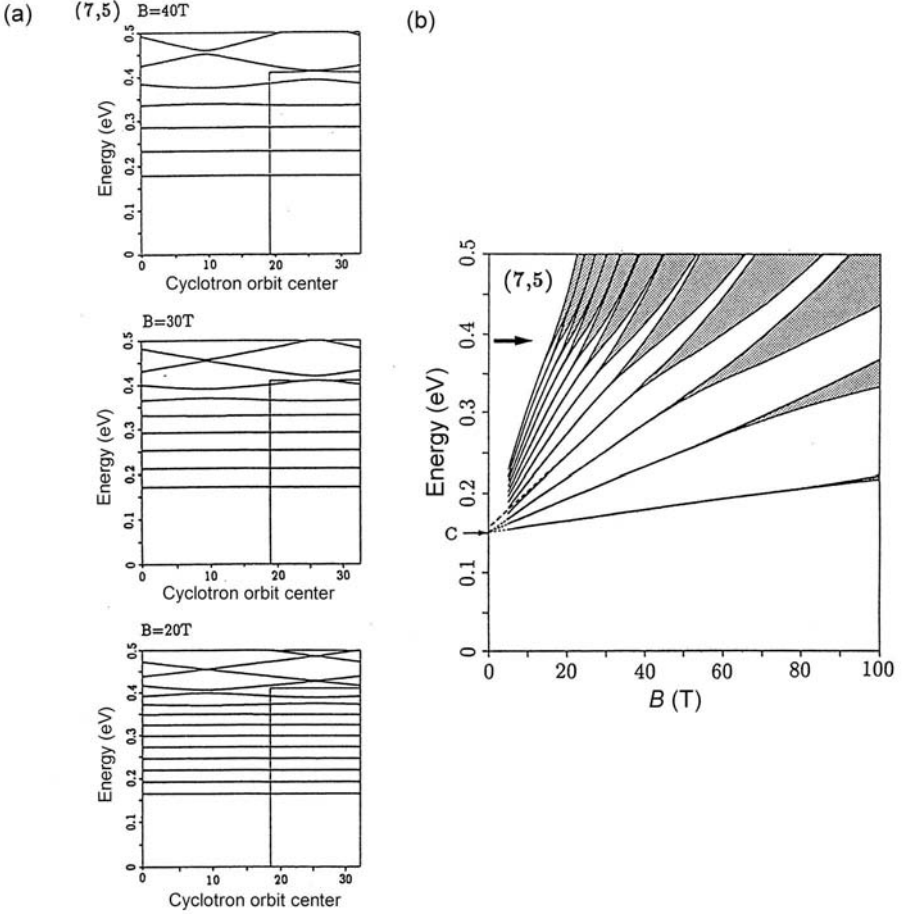 (a)
(7,5) B=40T
0.5
0.4
0.3
0.2
0.1
0
Energy (eV)
0 10 20 30
Cyclotron orbit center
B=30T
0.5
0.4
0.3
0.2
0.1
0
Energy (eV)
0 10 20 30
Cyclotron orbit center
B=20T
0.5
0.4
0.3
0.2
0.1
0
Energy (eV)
0 10 20 30
Cyclotron orbit center
(b)
(7,5)
0.5
0.4
0.3
0.2
C
0.1
0
Energy (eV)
0 20 40 60 80 100
B (T)